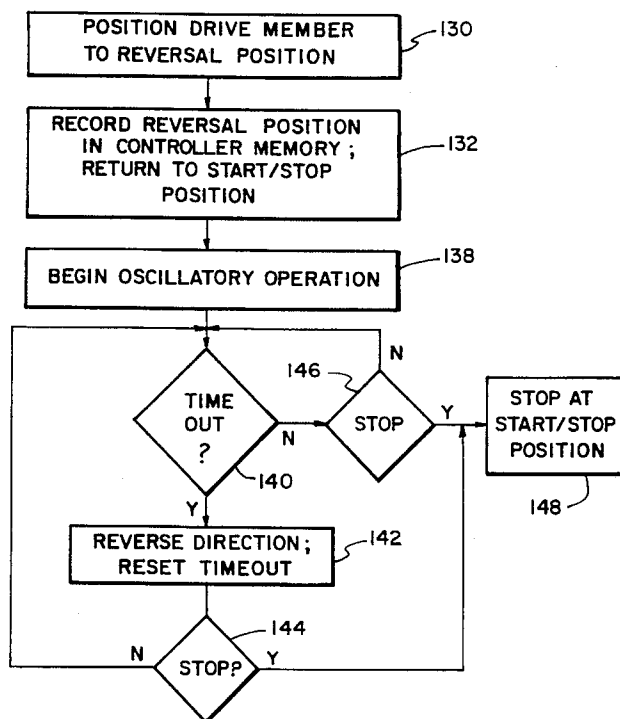 POSITION DRIVE MEMBER
TO REVERSAL POSITION
130
RECORD REVERSAL POSITION
IN CONTROLLER MEMORY;
RETURN TO START/STOP
POSITION
132
BEGIN OSCILLATORY OPERATION
138
TIME
OUT
?
140
N
Y
146
STOP
N
Y
STOP AT
START/STOP
POSITION
148
REVERSE DIRECTION;
RESET TIMEOUT
142
144
STOP?
N
Y